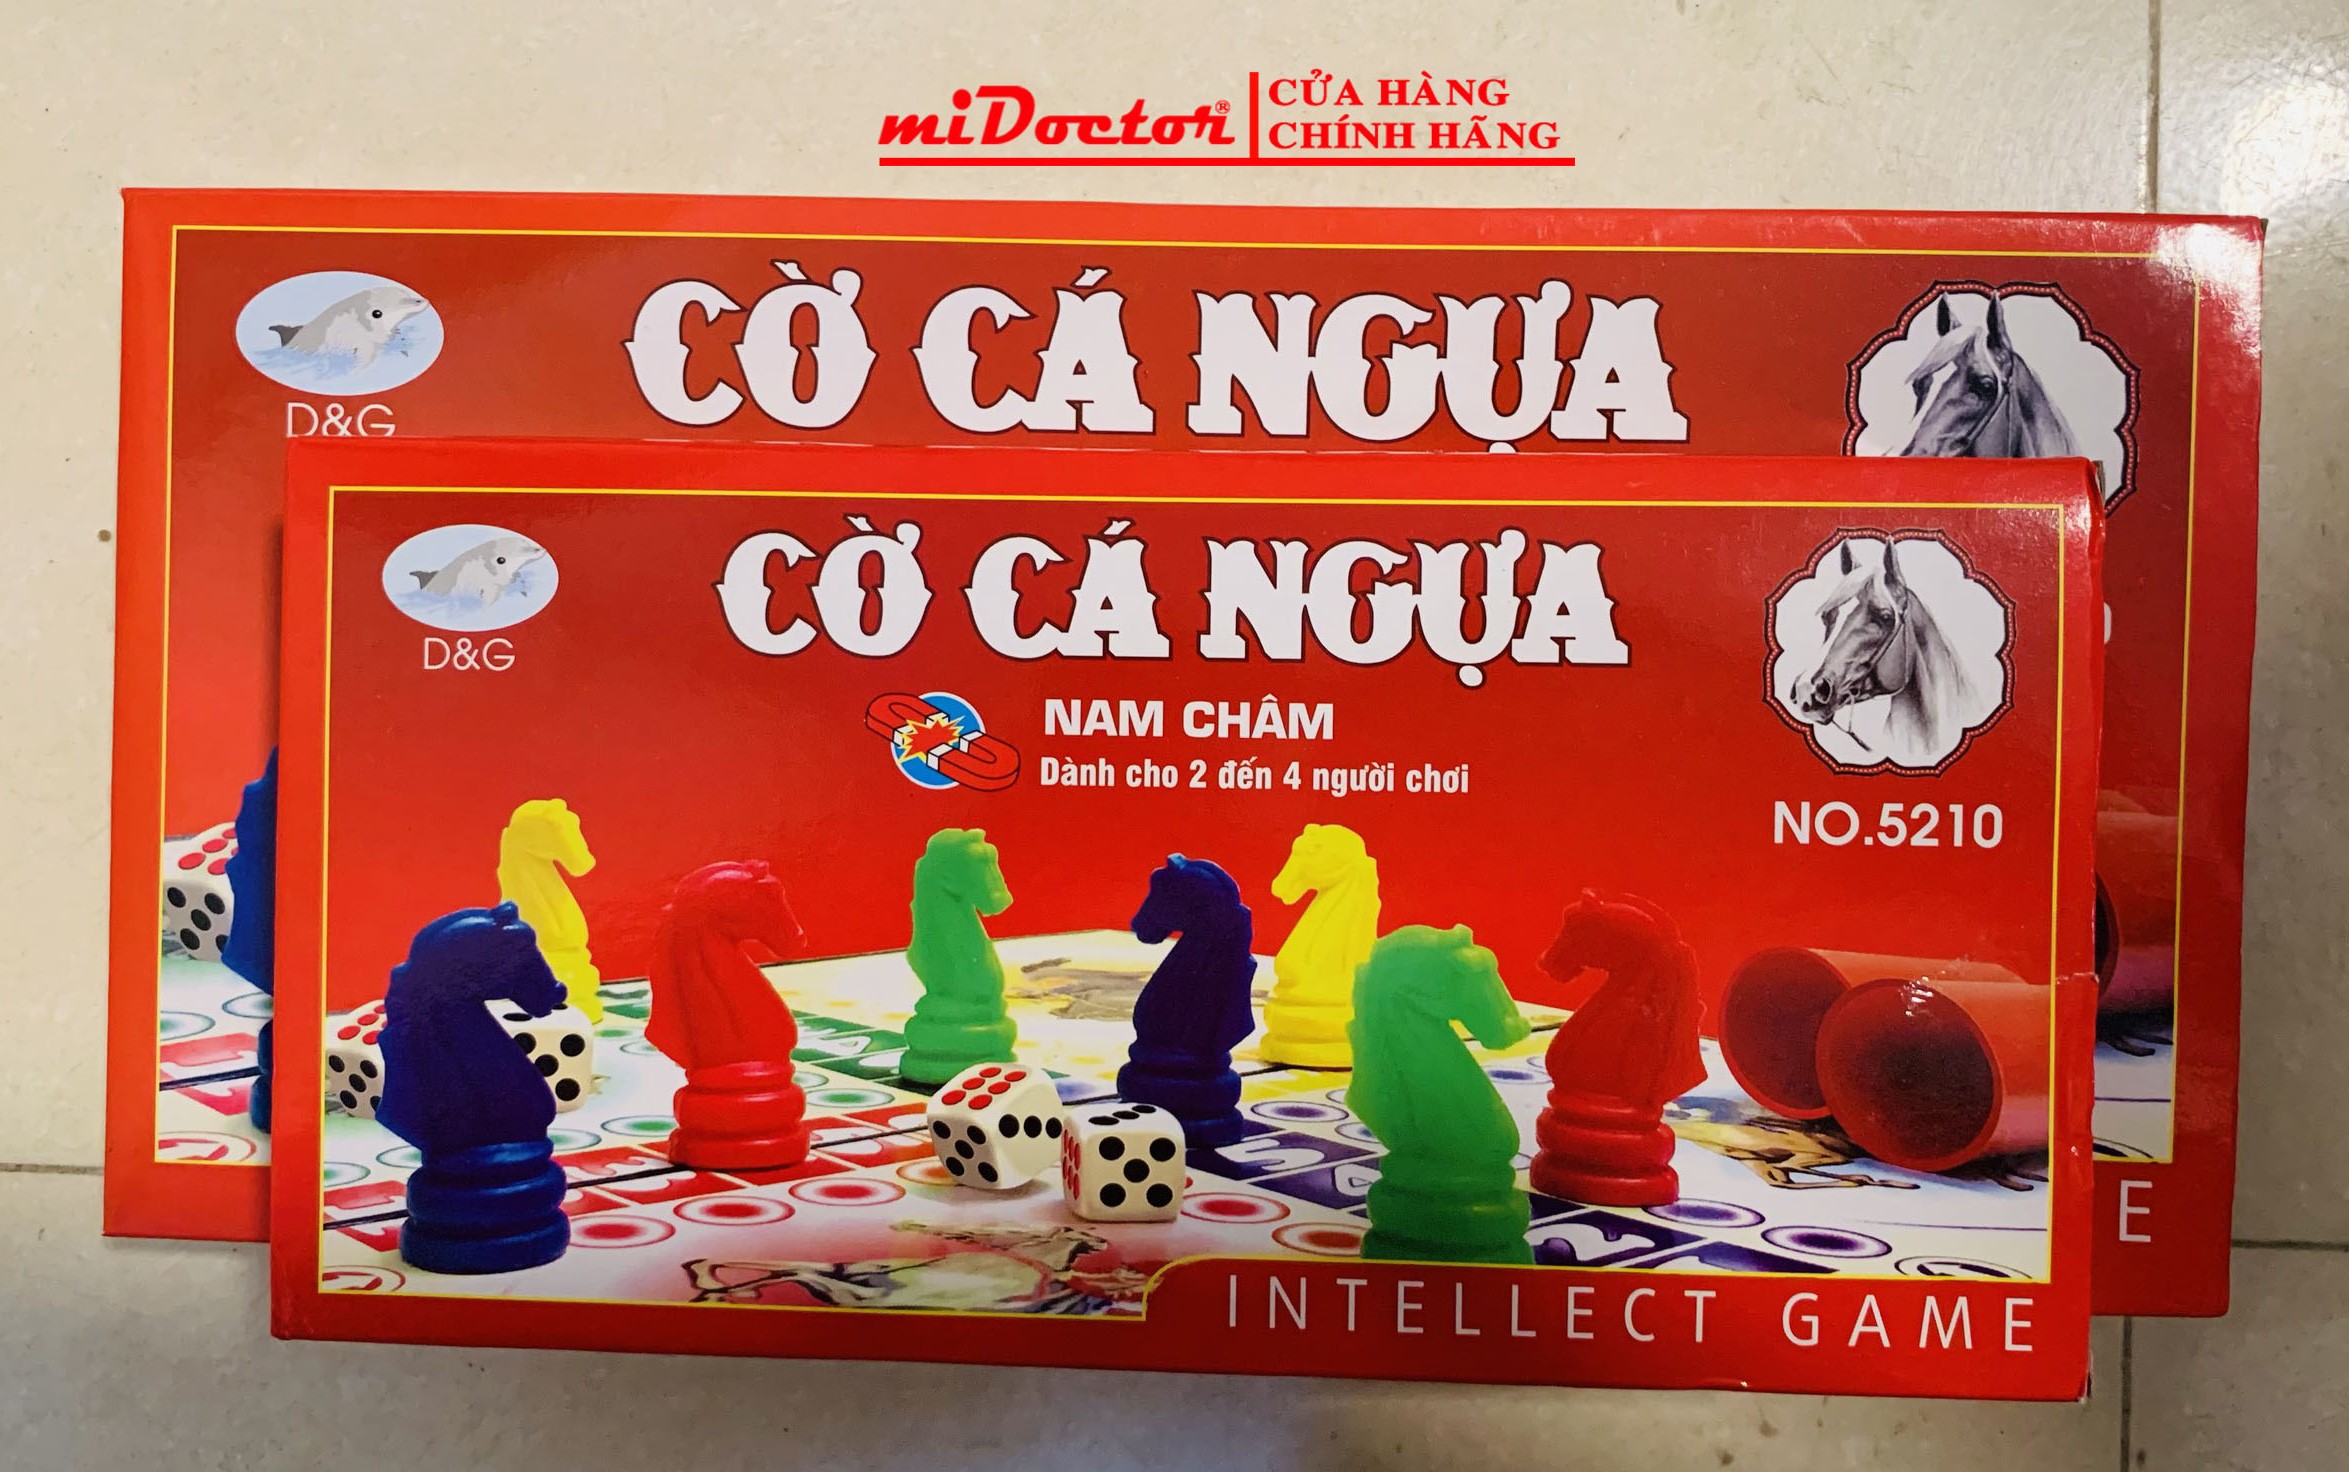 miDoctor®
CỬA HÀNG
CHÍNH HÃNG
CỜ CÁ NGỰA
D&G
CỜ CÁ NGỰA
D&G
NAM CHÂM
Dành cho 2 đến 4 người chơi
NO.5210
INTELLECT GAME
E